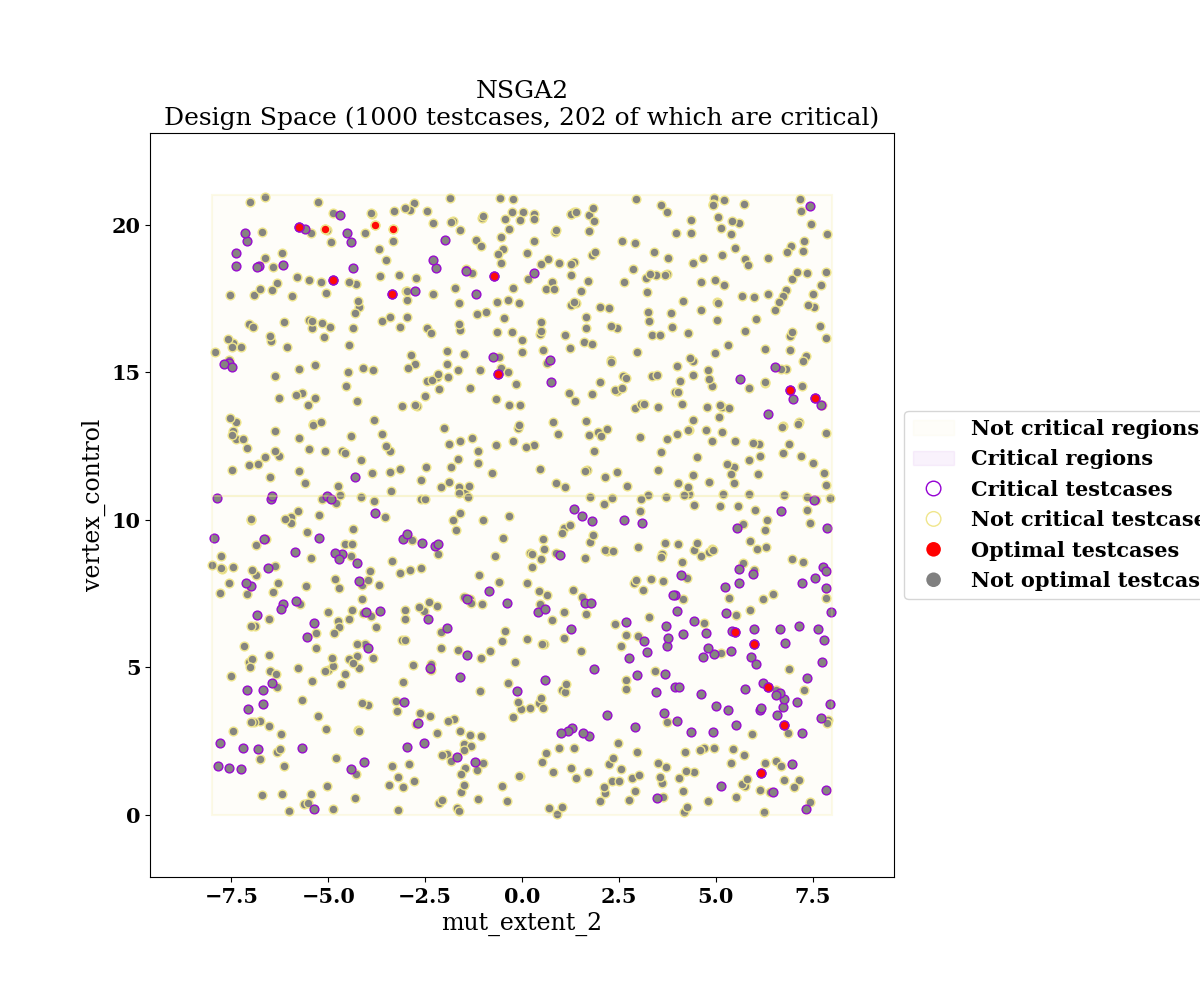 NSGA2
Design Space (1000 testcases, 202 of which are critical)
20
15
10
5
0
vertex_control
−7.5 −5.0 −2.5 0.0 2.5 5.0 7.5
mut_extent_2
Not critical regions
Critical regions
Critical testcases
Not critical testcase
Optimal testcases
Not optimal testcas